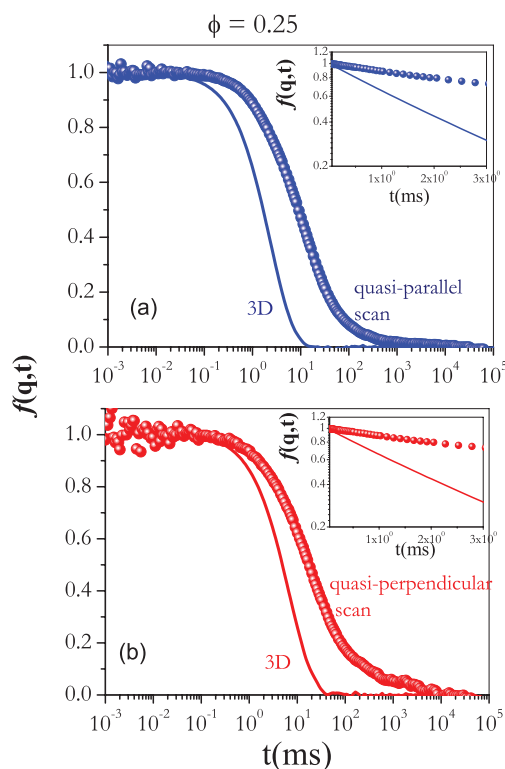 ϕ = 0.25
f(q,t)
1.0
0.8
0.6
0.4
0.2
0.0
(a)
3D
quasi-parallel
scan
10⁻³ 10⁻² 10⁻¹ 10⁰ 10¹ 10² 10³ 10⁴ 10⁵
f(q,t)
1.2
1
0.8
0.4
0.2
1x10⁰ 2x10⁰ 3x10⁰
t(ms)
1.0
0.8
0.6
0.4
0.2
0.0
(b)
3D
quasi-perpendicular
scan
10⁻³ 10⁻² 10⁻¹ 10⁰ 10¹ 10² 10³ 10⁴ 10⁵
t(ms)
f(q,t)
1.2
1
0.8
0.6
0.4
0.2
1x10⁰ 2x10⁰ 3x10⁰
t(ms)